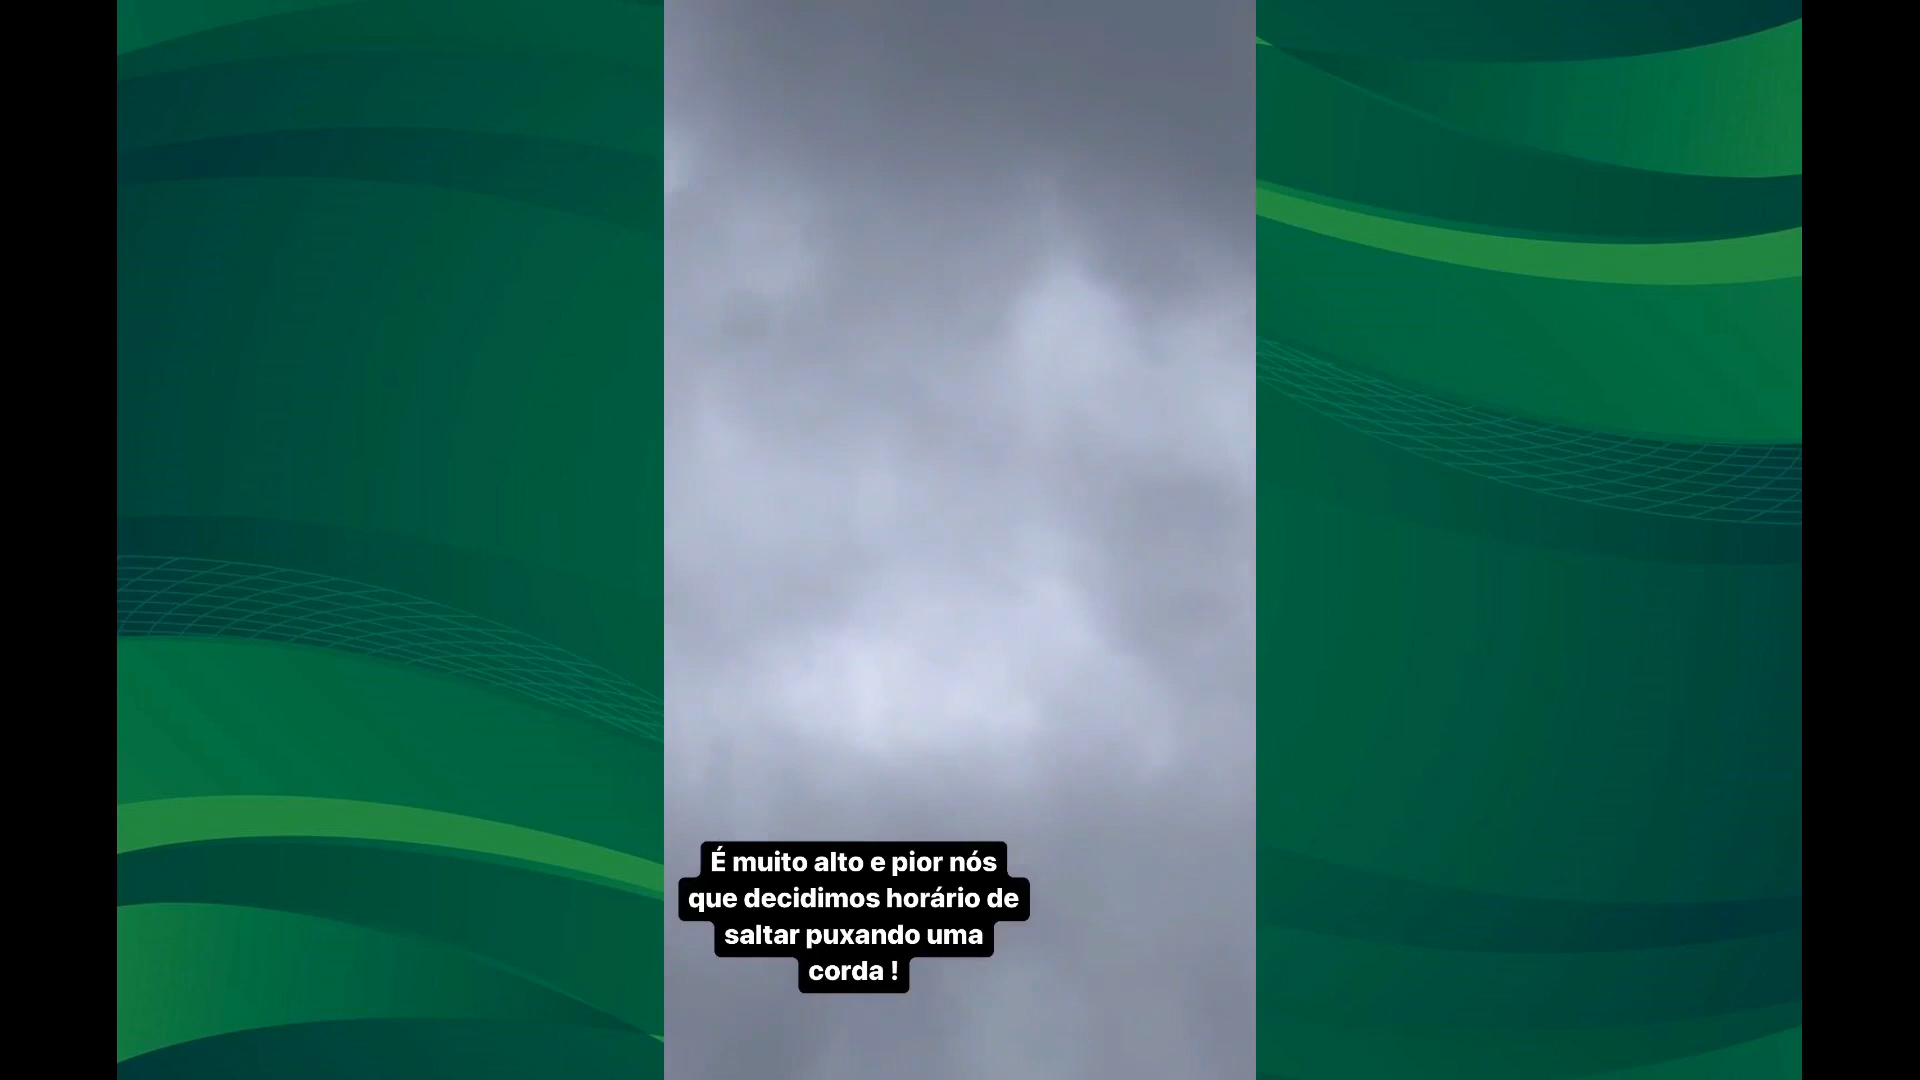 É muito alto e pior nós
que decidimos horário de
saltar puxando uma
corda !